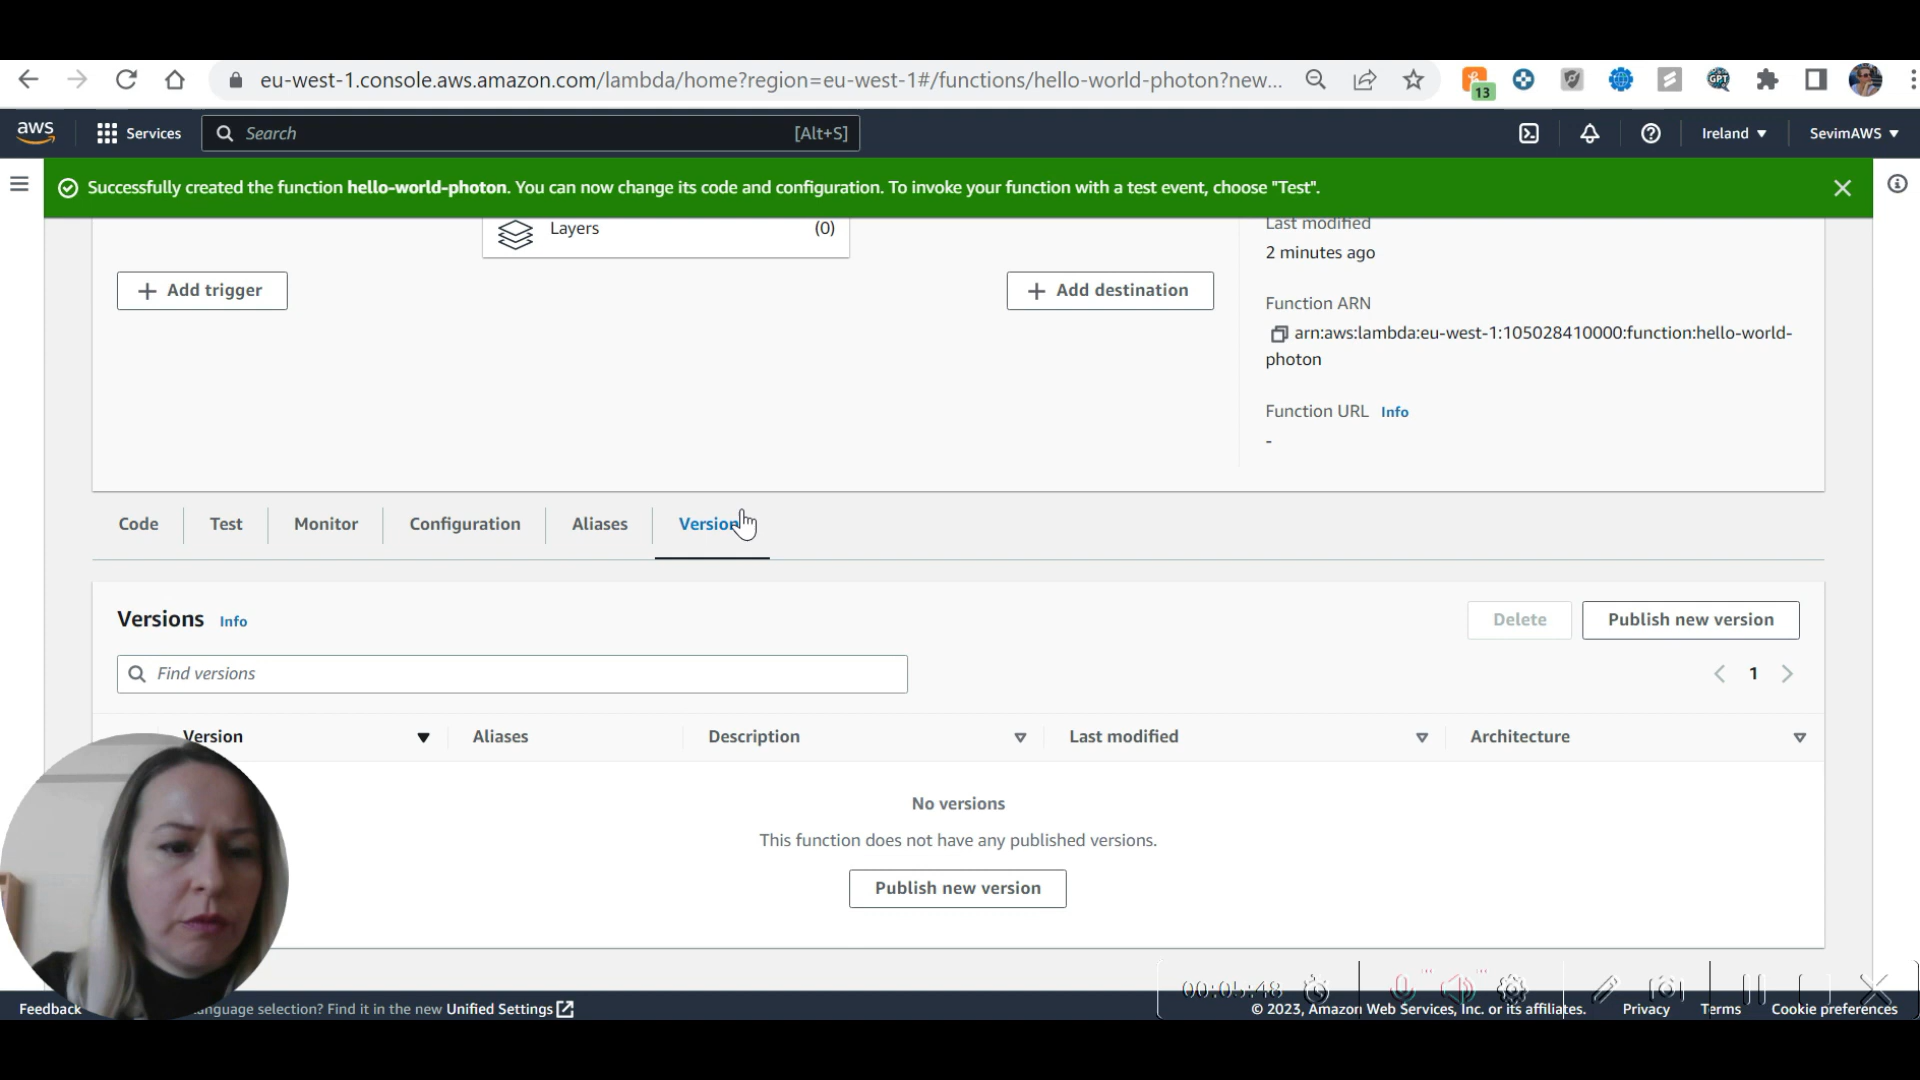 eu-west-1.console.aws.amazon.com/lambda/home?region=eu-west-1#/functions/hello-world-photon?new...
13
GPT
aws
Services
Search
[Alt+S]
Ireland
SevimAWS
Successfully created the function hello-world-photon. You can now change its code and configuration. To invoke your function with a test event, choose "Test".
Layers
(0)
Last modified
2 minutes ago
Add trigger
Add destination
Function ARN
arn:aws:lambda:eu-west-1:105028410000:function:hello-world-
photon
Function URL Info
-
Code
Test
Monitor
Configuration
Aliases
Version
Versions Info
Delete
Publish new version
Find versions
1
Version
Aliases
Description
Last modified
Architecture
No versions
This function does not have any published versions.
Publish new version
00:05:48
Feedback
anguage selection? Find it in the new Unified Settings
© 2023, Amazon Web Services, Inc. or its affiliates.
Privacy
Terms
Cookie preferences